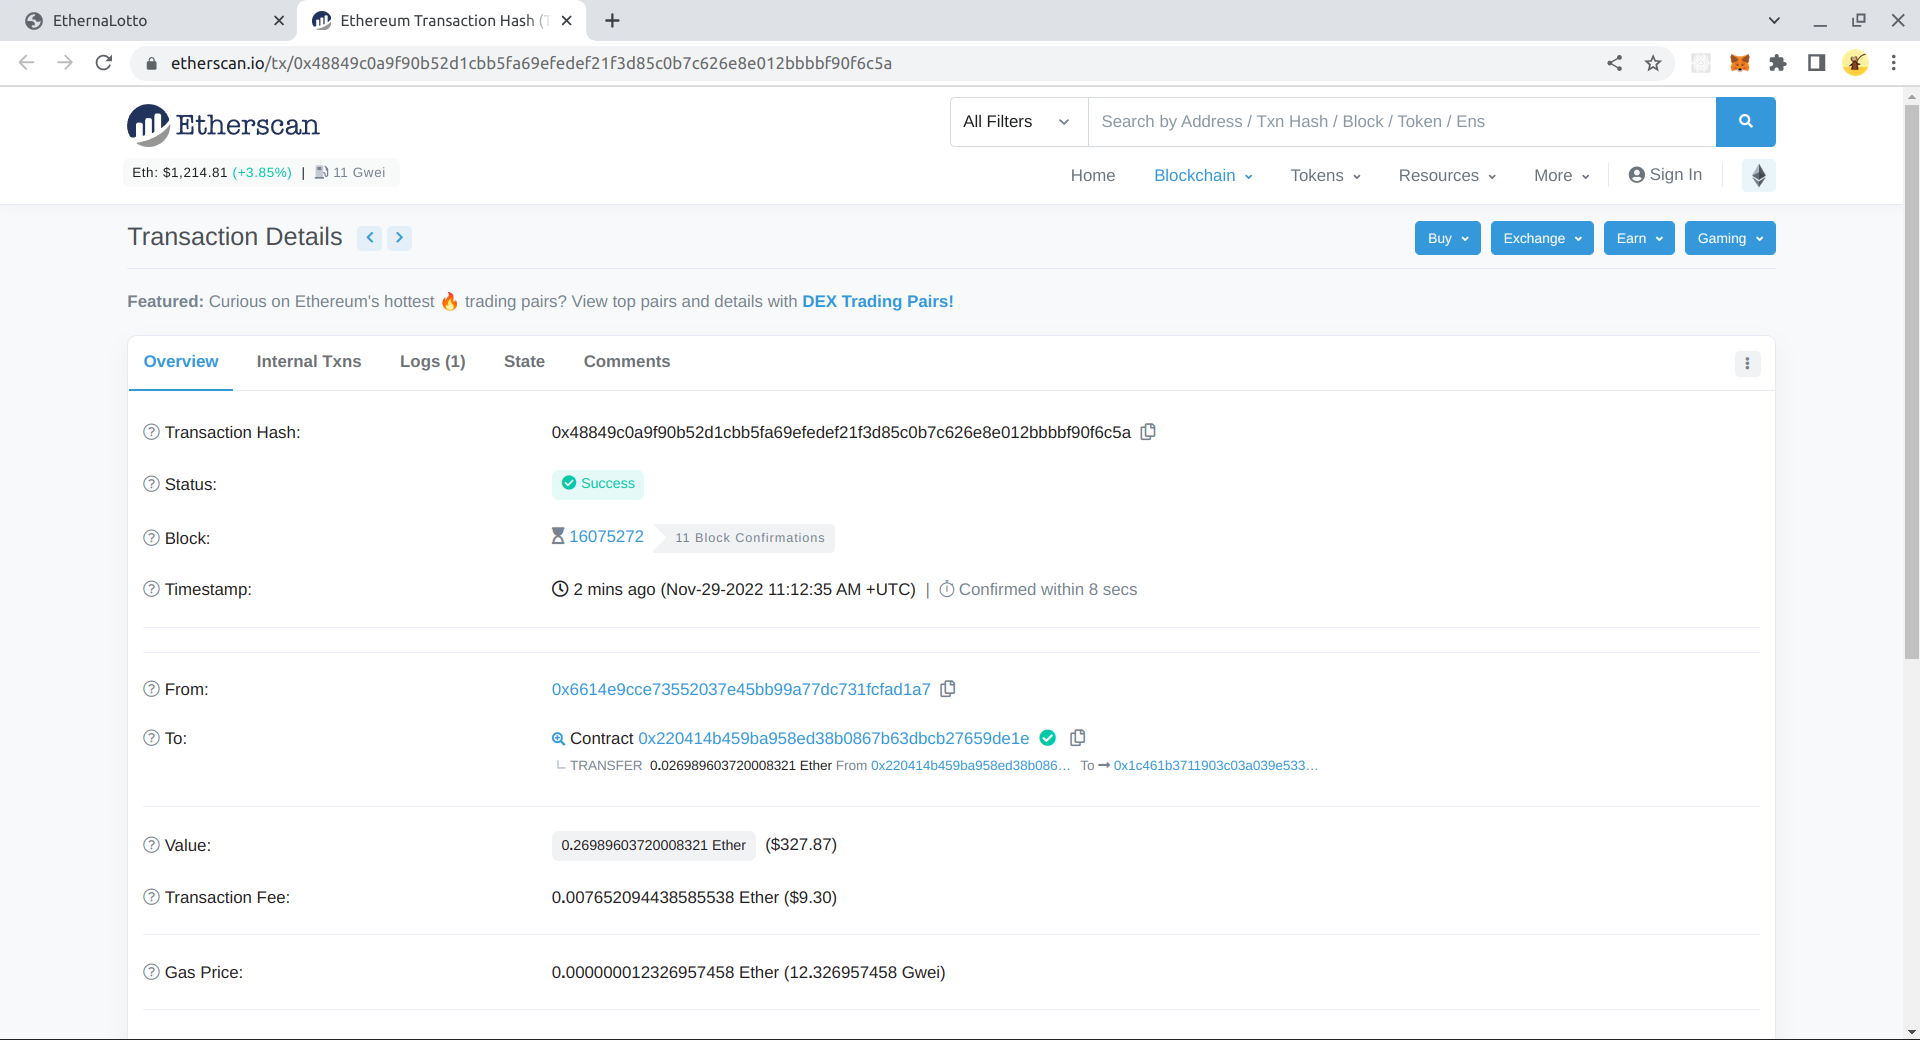 EthernaLotto
Ethereum Transaction Hash (T
etherscan.io/tx/0x48849c0a9f90b52d1cbb5fa69efedef21f3d85c0b7c626e8e012bbbbf90f6c5a
Etherscan
All Filters
Search by Address / Txn Hash / Block / Token / Ens
Eth: $1,214.81 (+3.85%) | 11 Gwei
Home Blockchain Tokens Resources More Sign In
Transaction Details
Buy Exchange Earn Gaming
Featured: Curious on Ethereum's hottest 🔥 trading pairs? View top pairs and details with DEX Trading Pairs!
Overview Internal Txns Logs (1) State Comments
Transaction Hash: 0x48849c0a9f90b52d1cbb5fa69efedef21f3d85c0b7c626e8e012bbbbf90f6c5a
Status: Success
Block: 16075272 11 Block Confirmations
Timestamp: 2 mins ago (Nov-29-2022 11:12:35 AM +UTC) | Confirmed within 8 secs
From: 0x6614e9cce73552037e45bb99a77dc731fcfad1a7
To: Contract 0x220414b459ba958ed38b0867b63dbcb27659de1e
TRANSFER 0.026989603720008321 Ether From 0x220414b459ba958ed38b086... To → 0x1c461b3711903c03a039e533...
Value: 0.26989603720008321 Ether ($327.87)
Transaction Fee: 0.007652094438585538 Ether ($9.30)
Gas Price: 0.000000012326957458 Ether (12.326957458 Gwei)